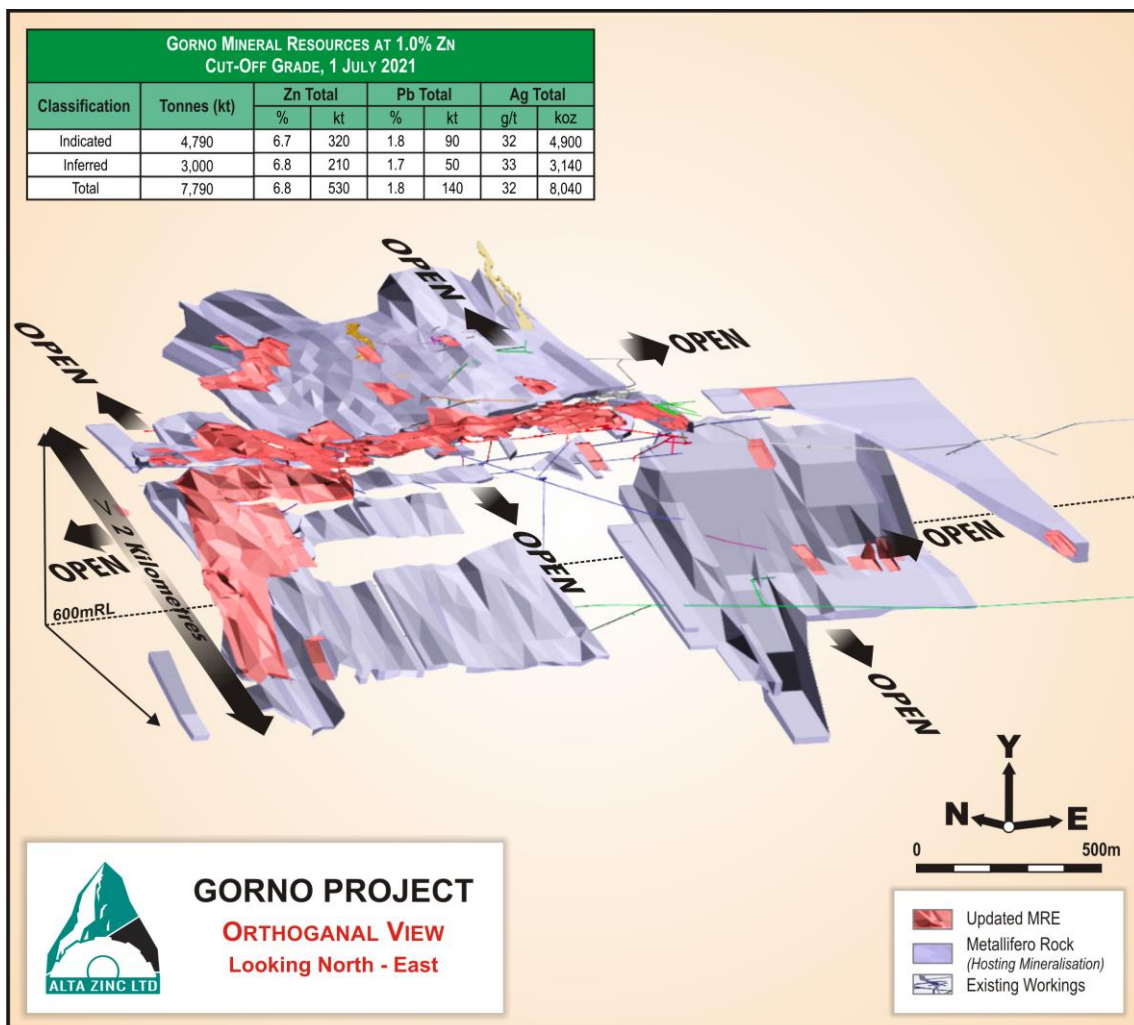 GORNO MINERAL RESOURCES AT 1.0% ZN
CUT-OFF GRADE, 1 JULY 2021
Classification Tonnes (kt) Zn Total Pb Total Ag Total
% kt % kt g/t koz
Indicated 4,790 6.7 320 1.8 90 32 4,900
Inferred 3,000 6.8 210 1.7 50 33 3,140
Total 7,790 6.8 530 1.8 140 32 8,040
OPEN
OPEN
OPEN
OPEN
OPEN
OPEN
OPEN
> 2 Kilometres
600mRL
Y
N E
0 500m
GORNO PROJECT
ORTHOGANAL VIEW
Looking North - East
ALTA ZINC LTD
Updated MRE
Metallifero Rock
(Hosting Mineralisation)
Existing Workings